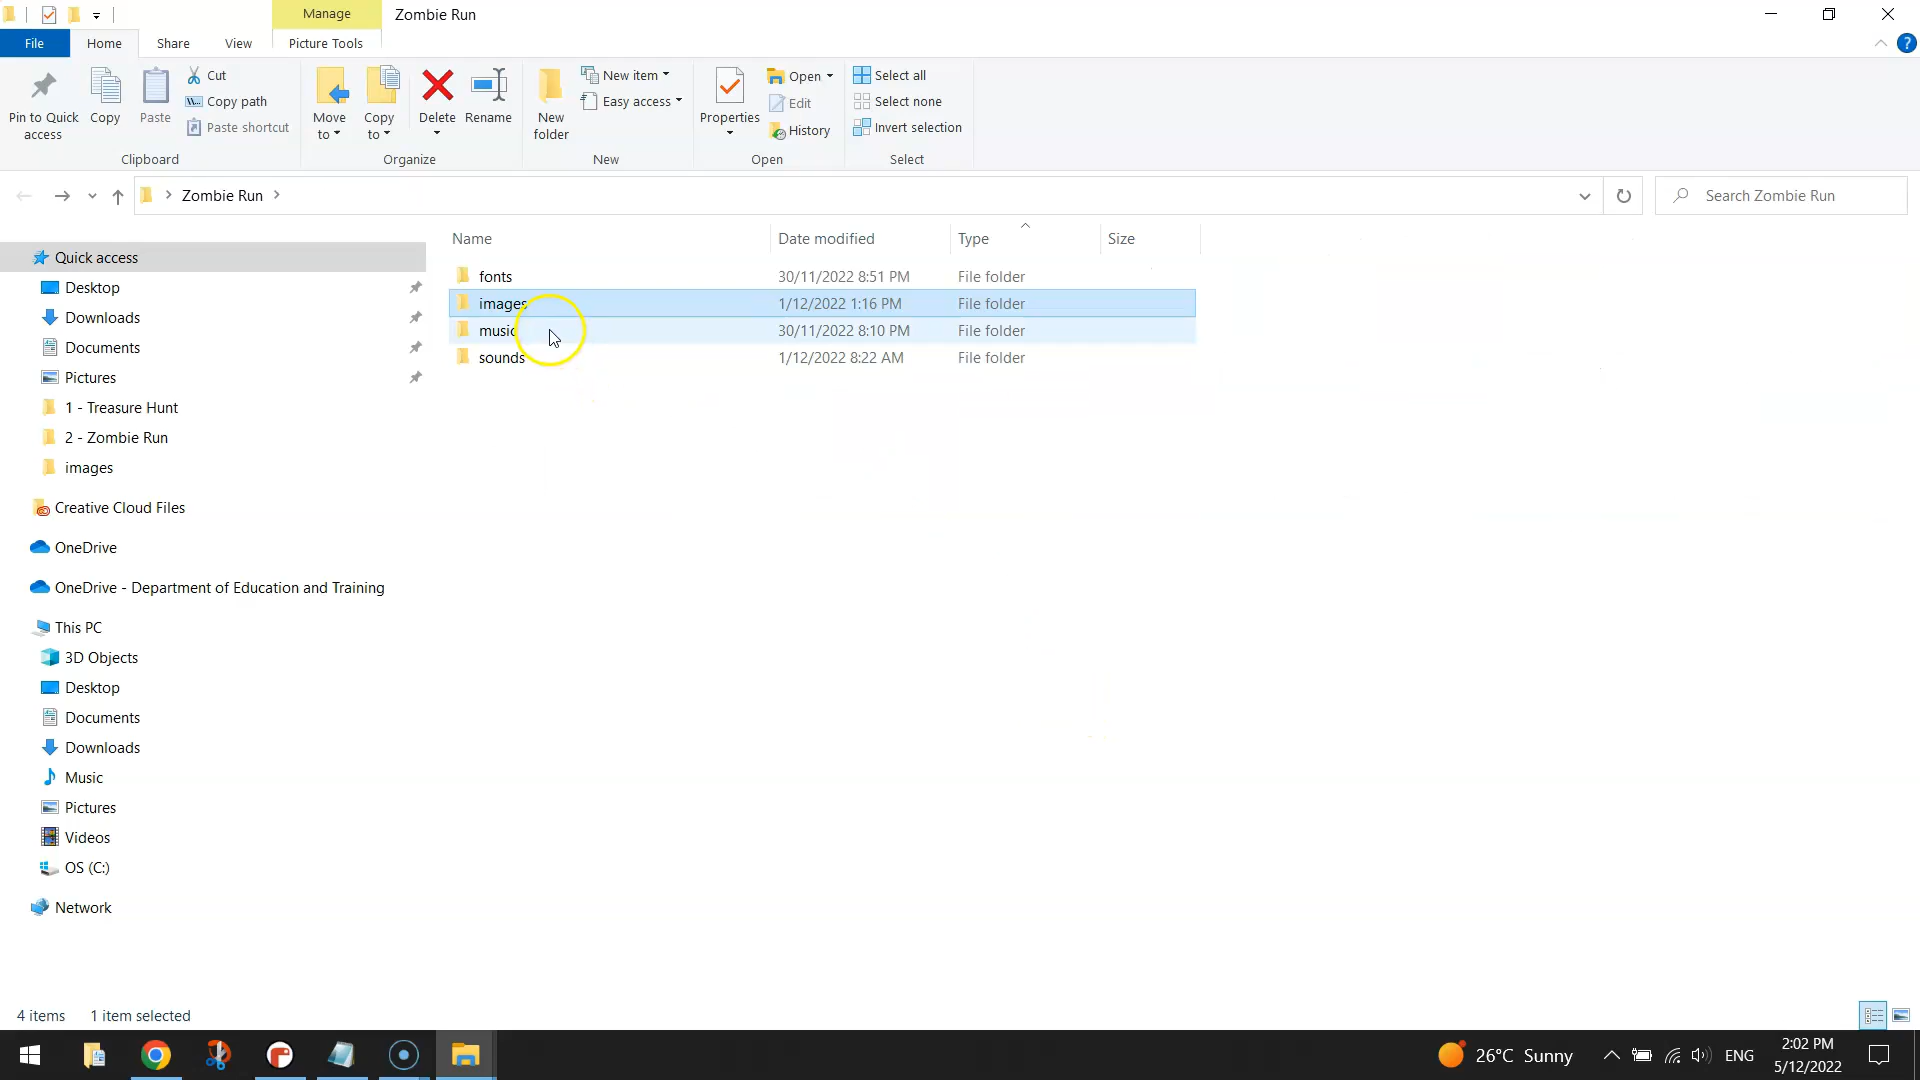 Manage
Zombie Run
File
Home
Share
View
Picture Tools
?
Pin to Quick access
Copy
Paste
Cut
Copy path
Paste shortcut
Clipboard
Move to
Copy to
Delete
Rename
Organize
New folder
New item
Easy access
New
Properties
Open
Edit
History
Open
Select all
Select none
Invert selection
Select
Zombie Run
Search Zombie Run
Name
Date modified
Type
Size
fonts 30/11/2022 8:51 PM File folder
images 1/12/2022 1:16 PM File folder
music 30/11/2022 8:10 PM File folder
sounds 1/12/2022 8:22 AM File folder
Quick access
Desktop
Downloads
Documents
Pictures
1 - Treasure Hunt
2 - Zombie Run
images
Creative Cloud Files
OneDrive
OneDrive - Department of Education and Training
This PC
3D Objects
Desktop
Documents
Downloads
Music
Pictures
Videos
OS (C:)
Network
4 items
1 item selected
26°C Sunny
ENG
2:02 PM
5/12/2022